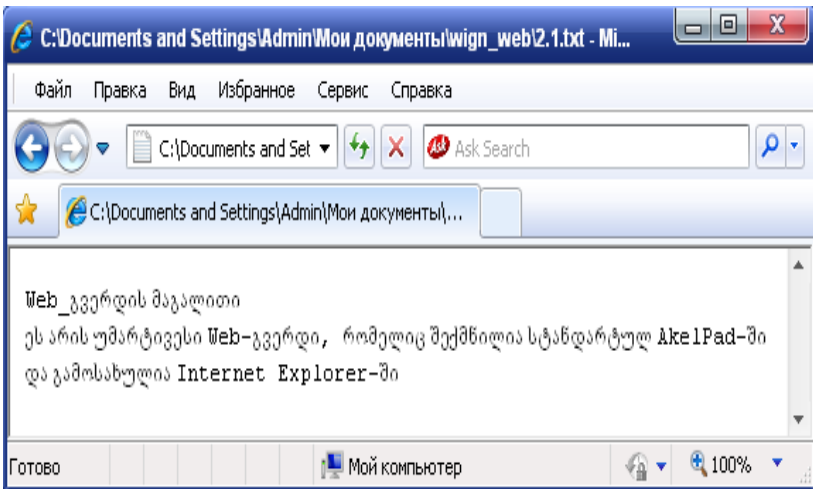 C:\Documents and Settings\Admin\Мои документы\wign_web\2.1.txt - Mi...
Файл Правка Вид Избранное Сервис Справка
C:\Documents and Set Ask Ask Search
C:\Documents and Settings\Admin\Мои документы\...
Web_გვერდის მაგალითი
ეს არის უმარტივესი Web-გვერდი, რომელიც შექმნილია სტანდარტულ AkelPad-ში
და გამოსახულია Internet Explorer-ში
Готово Мой компьютер 100%